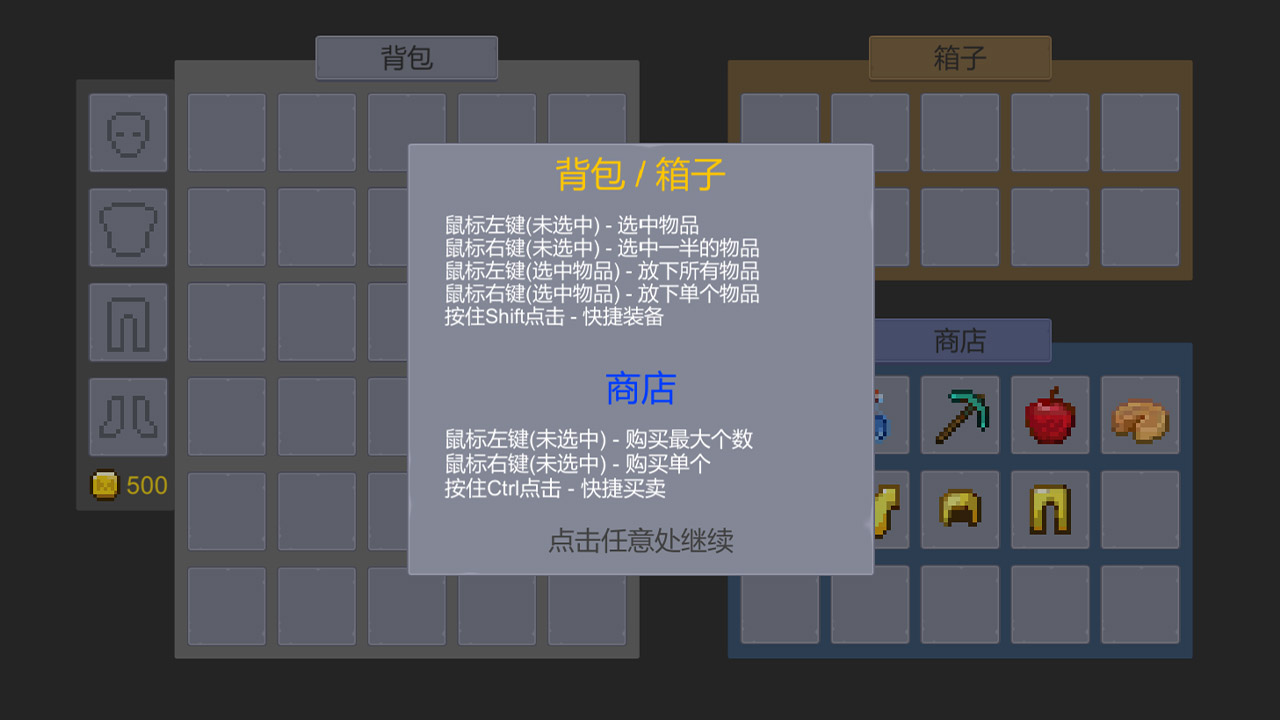 背包
箱子
背包 / 箱子
鼠标左键(未选中) - 选中物品
鼠标右键(未选中) - 选中一半的物品
鼠标左键(选中物品) - 放下所有物品
鼠标右键(选中物品) - 放下单个物品
按住Shift点击 - 快捷装备
商店
商店
鼠标左键(未选中) - 购买最大个数
鼠标右键(未选中) - 购买单个
按住Ctrl点击 - 快捷买卖
500
点击任意处继续